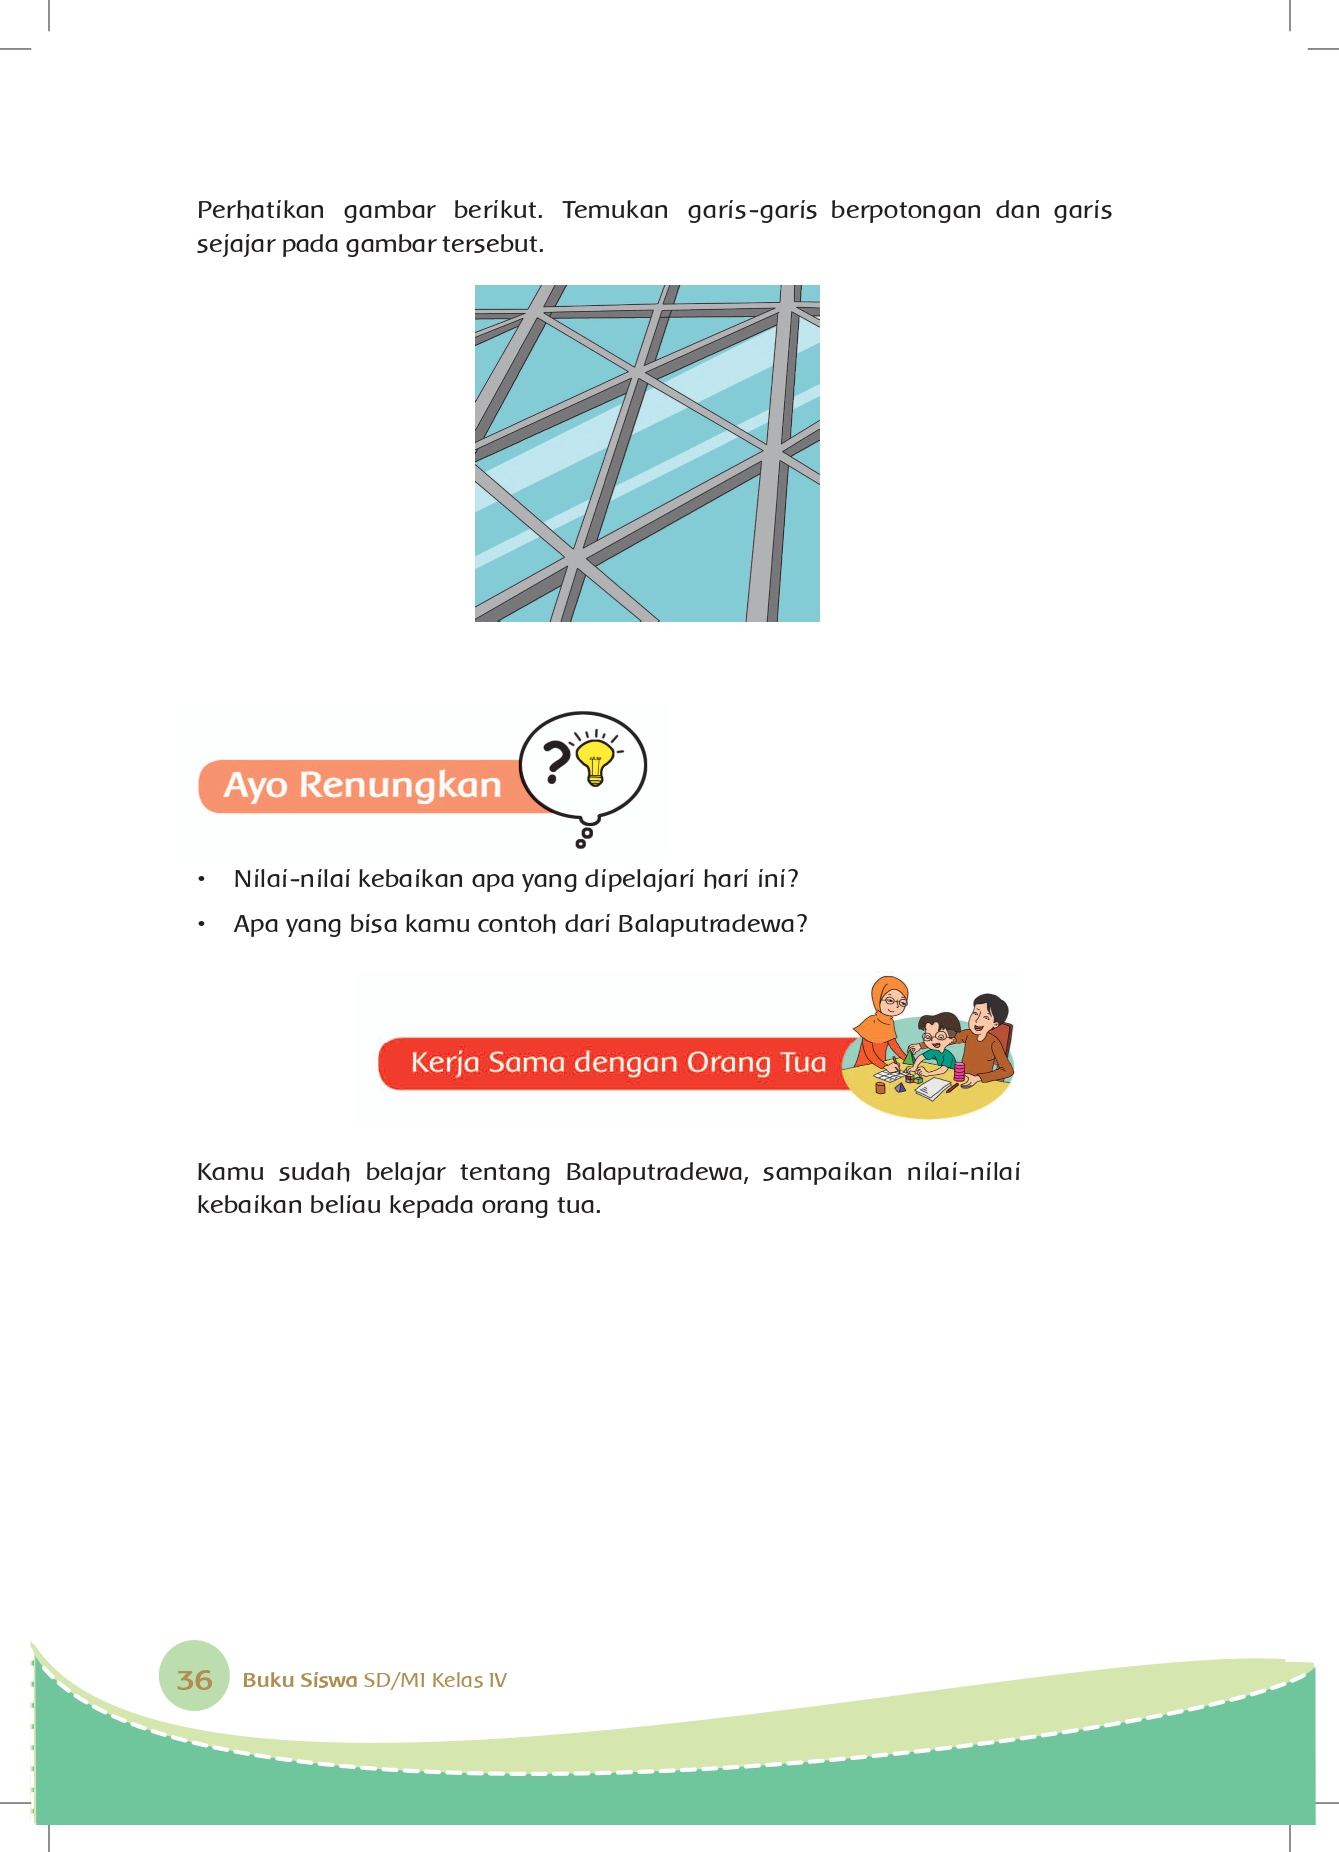 Perhatikan gambar berikut. Temukan garis-garis berpotongan dan garis
sejajar pada gambar tersebut.
Ayo Renungkan
?
• Nilai-nilai kebaikan apa yang dipelajari hari ini?
• Apa yang bisa kamu contoh dari Balaputradewa?
Kerja Sama dengan Orang Tua
Kamu sudah belajar tentang Balaputradewa, sampaikan nilai-nilai
kebaikan beliau kepada orang tua.
36 Buku Siswa SD/MI Kelas IV